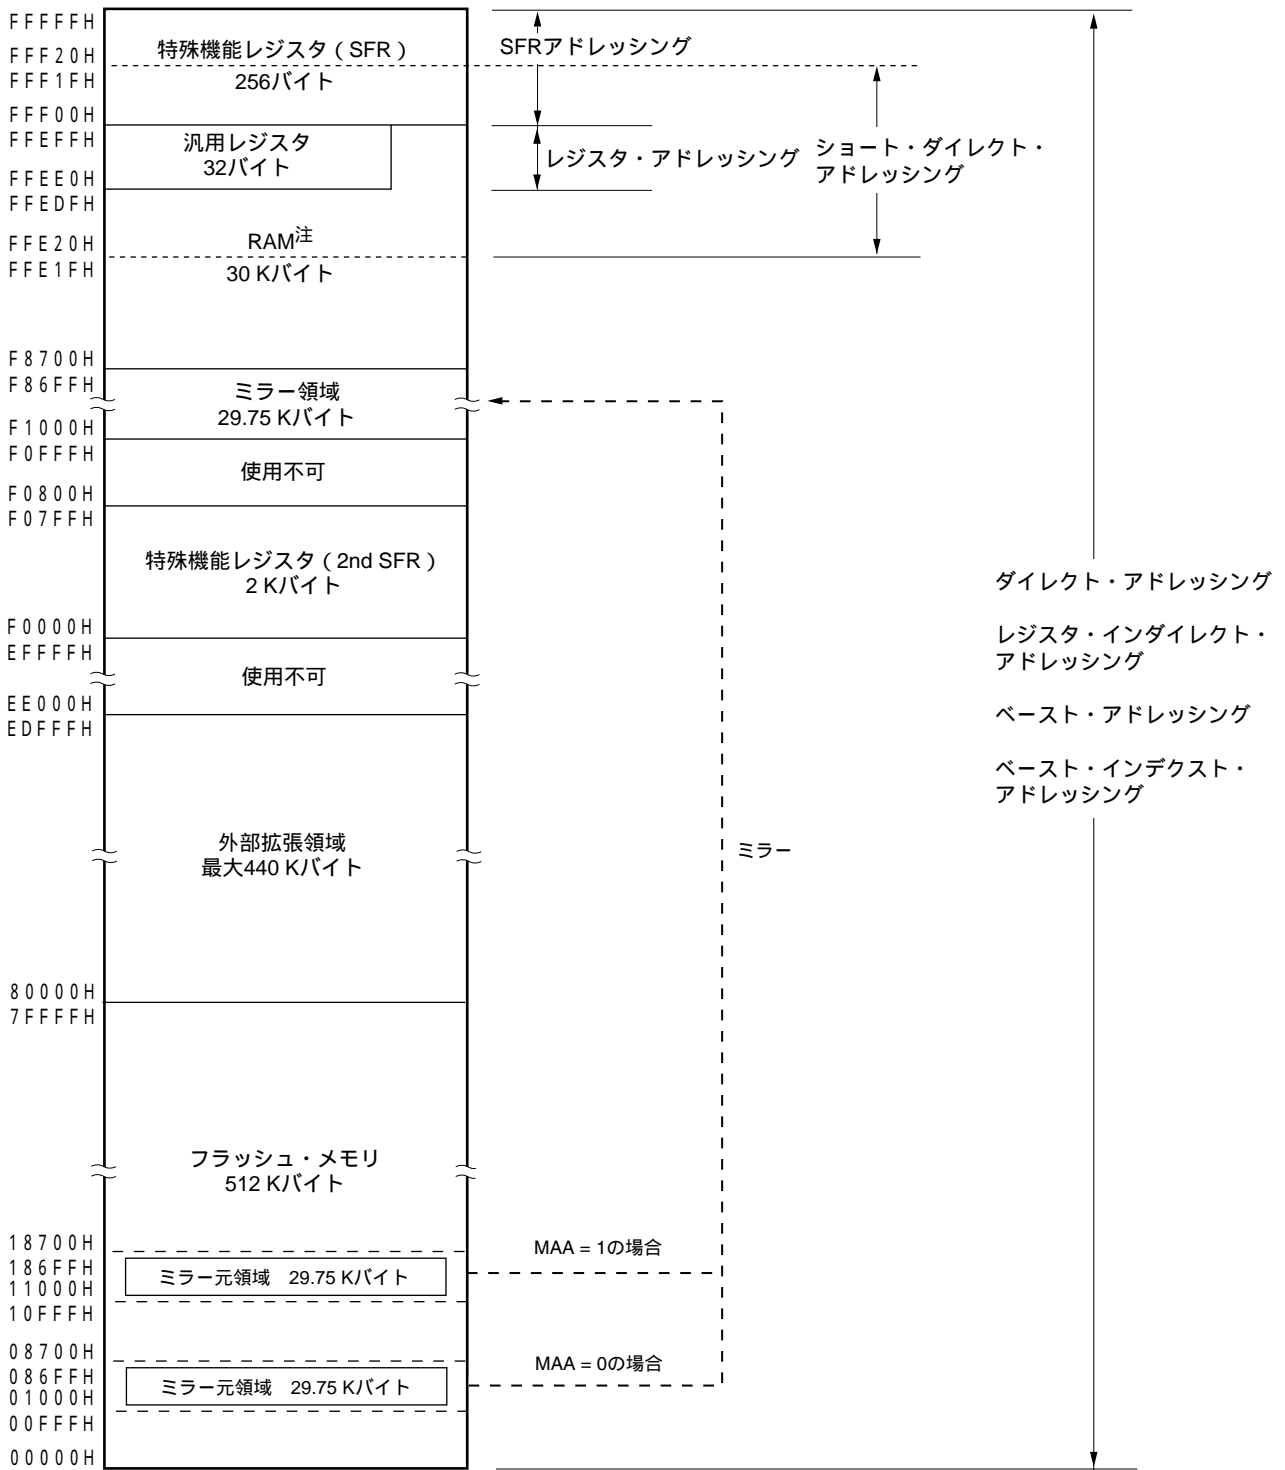 FFFFFH
FFF20H
FFF1FH
FFF00H
FFEFFH
FFEE0H
FFEDFH
FFE20H
FFE1FH
F8700H
F86FFH
F1000H
F0FFFH
F0800H
F07FFH
F0000H
EFFFFH
EE000H
EDFFFH
80000H
7FFFFH
18700H
186FFH
11000H
10FFFH
08700H
086FFH
01000H
00FFFH
00000H
特殊機能レジスタ（SFR）
256バイト
汎用レジスタ
32バイト
RAM注
30 Kバイト
ミラー領域
29.75 Kバイト
使用不可
特殊機能レジスタ（2nd SFR）
2 Kバイト
使用不可
外部拡張領域
最大440 Kバイト
フラッシュ・メモリ
512 Kバイト
ミラー元領域　29.75 Kバイト
ミラー元領域　29.75 Kバイト
SFRアドレッシング
レジスタ・アドレッシング
ショート・ダイレクト・
アドレッシング
ミラー
MAA = 1の場合
MAA = 0の場合
ダイレクト・アドレッシング
レジスタ・インダイレクト・
アドレッシング
ベースト・アドレッシング
ベースト・インデクスト・
アドレッシング